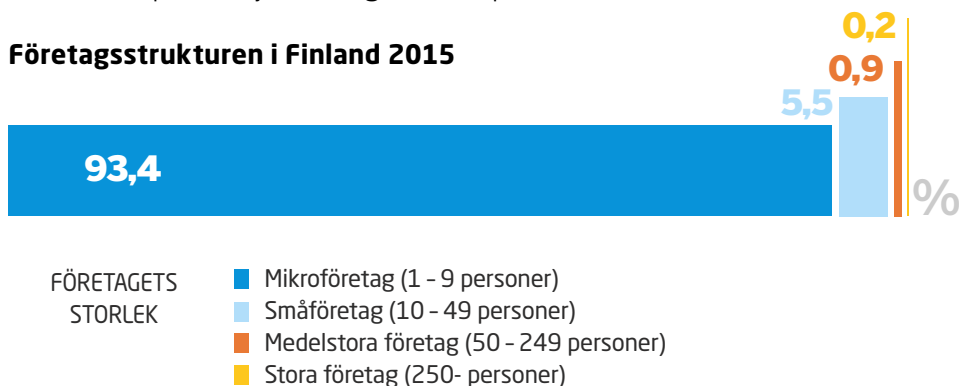 Företagsstrukturen i Finland 2015
0,2
0,9
5,5
93,4
%
FÖRETAGETS
STORLEK
Mikroföretag (1 – 9 personer)
Småföretag (10 – 49 personer)
Medelstora företag (50 – 249 personer)
Stora företag (250- personer)